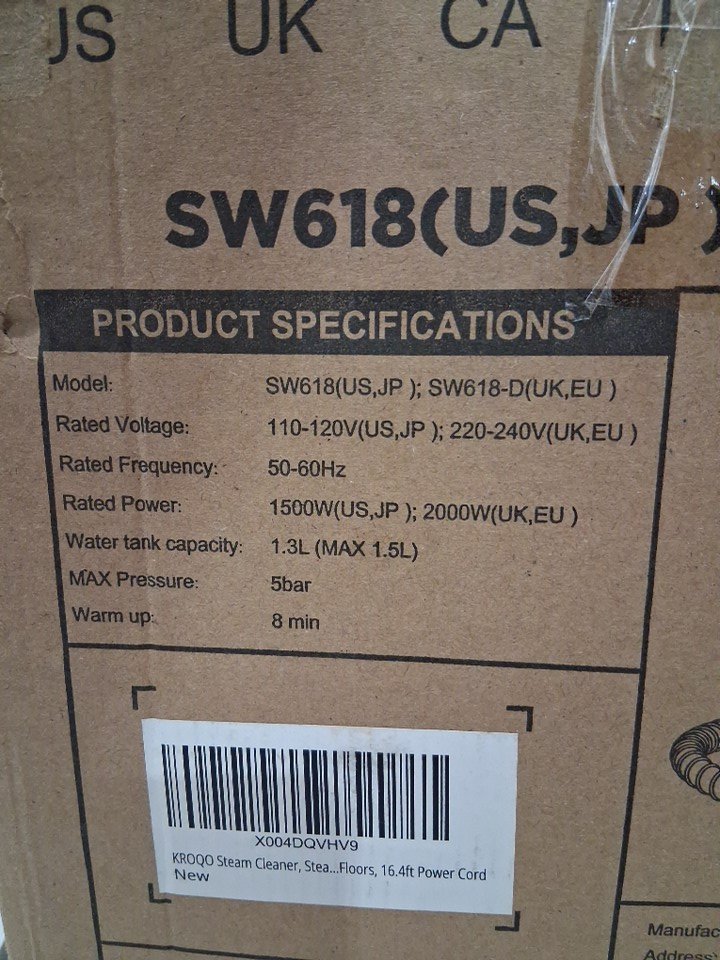 US UK CA
SW618(US,JP )
PRODUCT SPECIFICATIONS
Model: SW618(US,JP ); SW618-D(UK,EU )
Rated Voltage: 110-120V(US,JP ); 220-240V(UK,EU )
Rated Frequency: 50-60Hz
Rated Power: 1500W(US,JP ); 2000W(UK,EU )
Water tank capacity: 1.3L (MAX 1.5L)
MAX Pressure: 5bar
Warm up: 8 min
X004DQVHV9
KROQO Steam Cleaner, Stea...Floors, 16.4ft Power Cord
New
Manufac
Address: